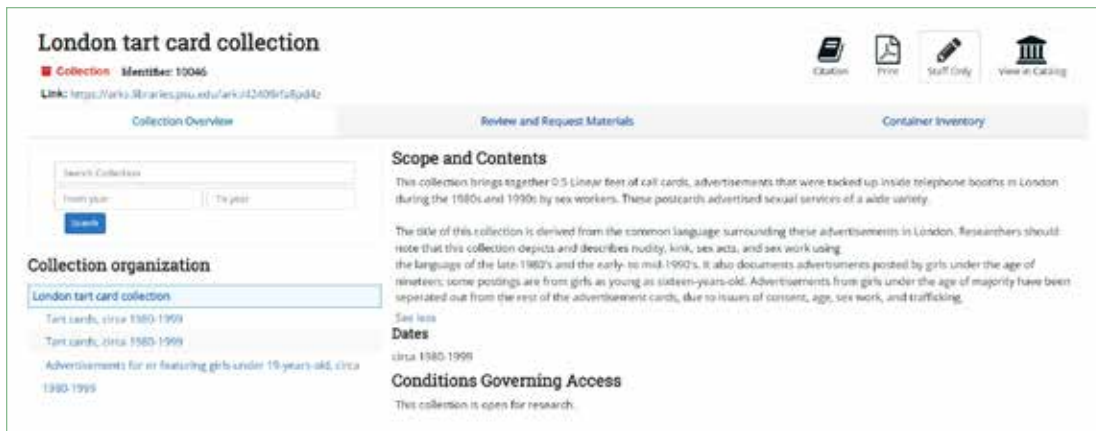 London tart card collection
Collection Identifier: 10046
Citation
Print
Staff Only
View in Catalog
Link:
Collection Overview
Review and Request Materials
Container Inventory
Search Collection
From year
To year
Search
Collection organization
London tart card collection
Tart cards, circa 1980-1999
Tart cards, circa 1980-1999
Advertisements for or featuring girls under 19-years-old, circa
1980-1999
Scope and Contents
This collection brings together 0.5 Linear feet of call cards, advertisements that were tacked up inside telephone booths in London
during the 1980s and 1990s by sex workers. These postcards advertised sexual services of a wide variety.
The title of this collection is derived from the common language surrounding these advertisements in London. Researchers should
note that this collection depicts and describes nudity, kink, sex acts, and sex work using
the language of the late-1980's and the early- to mid-1990's. It also documents advertisements posted by girls under the age of
nineteen; some postings are from girls as young as sixteen-years-old. Advertisements from girls under the age of majority have been
seperated out from the rest of the advertisement cards, due to issues of consent, age, sex work, and trafficking.
See less
Dates
circa 1980-1999
Conditions Governing Access
This collection is open for research.